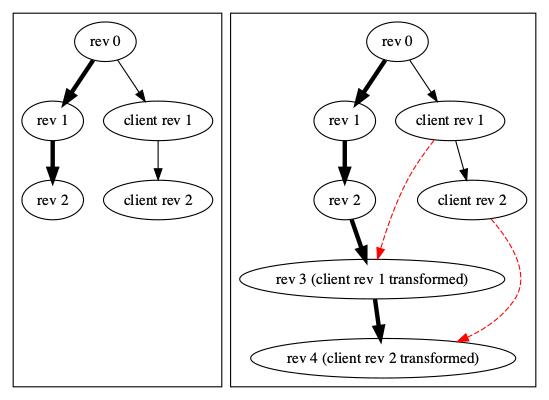 rev 0
rev 1
client rev 1
rev 2
client rev 2
rev 0
rev 1
client rev 1
rev 2
client rev 2
rev 3 (client rev 1 transformed)
rev 4 (client rev 2 transformed)